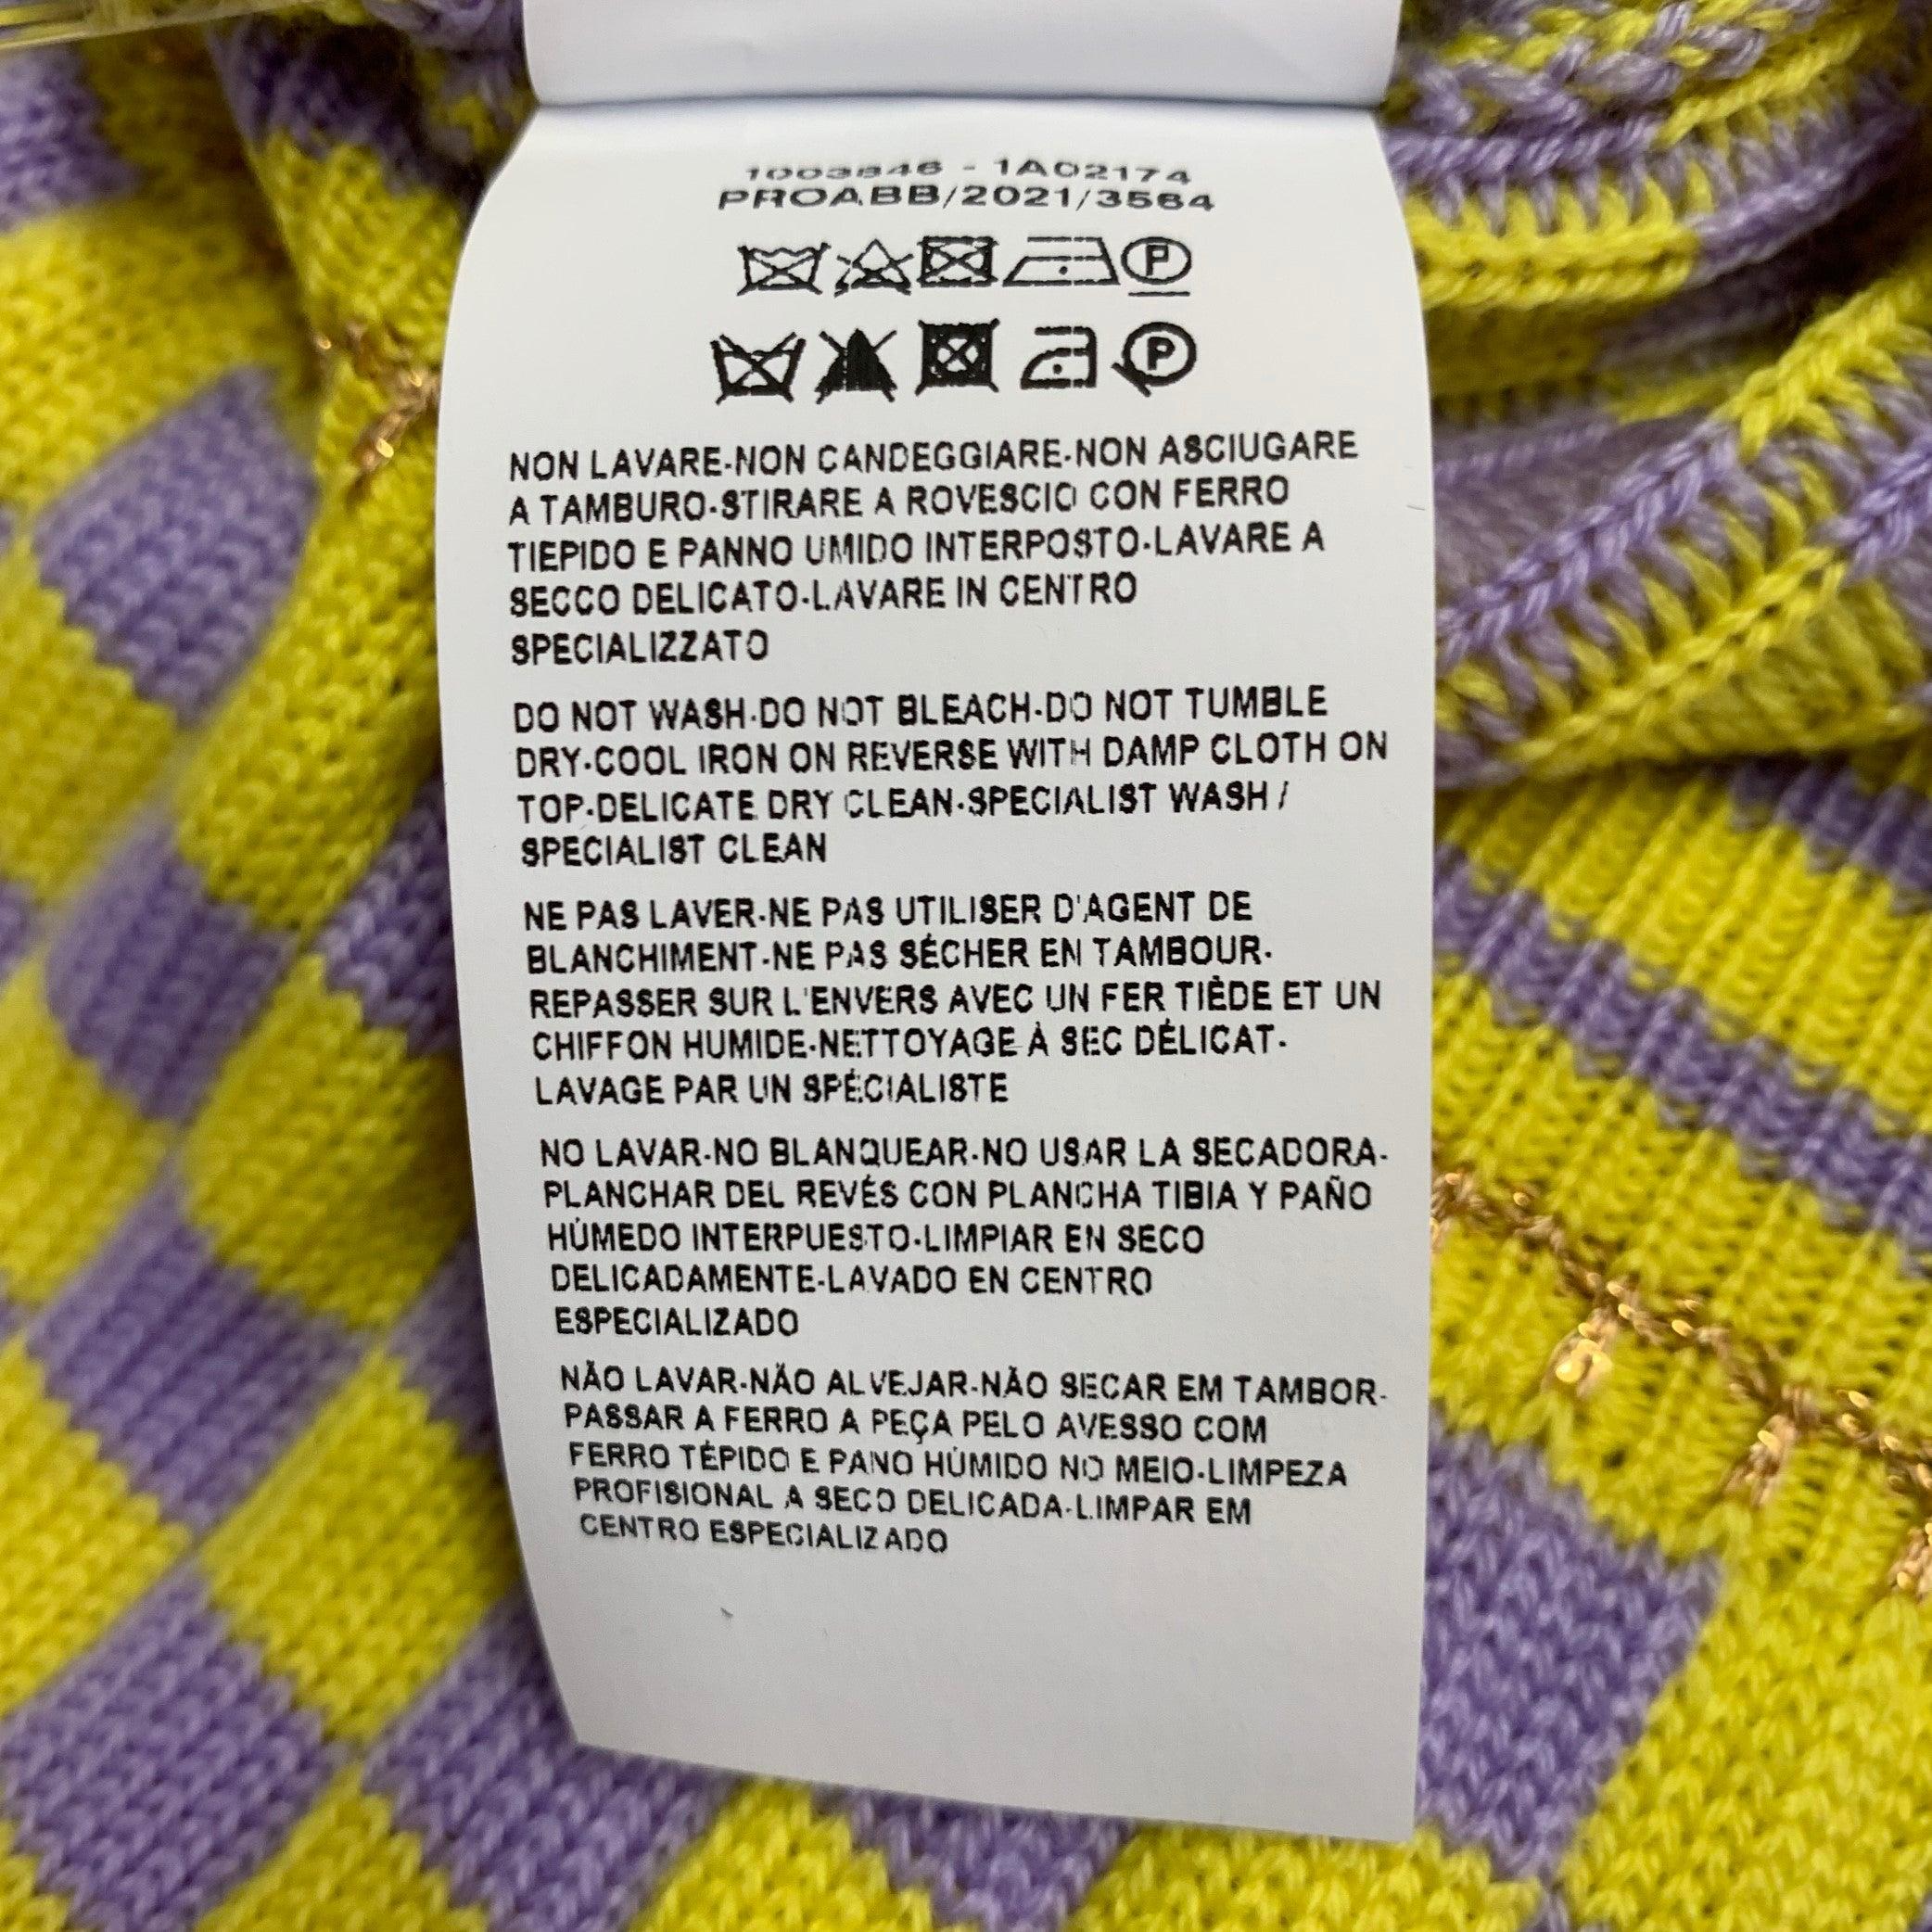 1003846 - 1A02174
PROABB/2021/3564
P
P
NON LAVARE-NON CANDEGGIARE-NON ASCIUGARE
A TAMBURO-STIRARE A ROVESCIO CON FERRO
TIEPIDO E PANNO UMIDO INTERPOSTO-LAVARE A
SECCO DELICATO-LAVARE IN CENTRO
SPECIALIZZATO
DO NOT WASH-DO NOT BLEACH-DO NOT TUMBLE
DRY-COOL IRON ON REVERSE WITH DAMP CLOTH ON
TOP-DELICATE DRY CLEAN-SPECIALIST WASH /
SPECIALIST CLEAN
NE PAS LAVER-NE PAS UTILISER D'AGENT DE
BLANCHIMENT-NE PAS SÉCHER EN TAMBOUR-
REPASSER SUR L'ENVERS AVEC UN FER TIÈDE ET UN
CHIFFON HUMIDE-NETTOYAGE À SEC DÉLICAT-
LAVAGE PAR UN SPÉCIALISTE
NO LAVAR-NO BLANQUEAR-NO USAR LA SECADORA-
PLANCHAR DEL REVÉS CON PLANCHA TIBIA Y PAÑO
HÚMEDO INTERPUESTO-LIMPIAR EN SECO
DELICADAMENTE-LAVADO EN CENTRO
ESPECIALIZADO
NÃO LAVAR-NÃO ALVEJAR-NÃO SECAR EM TAMBOR-
PASSAR A FERRO A PEÇA PELO AVESSO COM
FERRO TÉPIDO E PANO HÚMIDO NO MEIO-LIMPEZA
PROFISIONAL A SECO DELICADA-LIMPAR EM
CENTRO ESPECIALIZADO